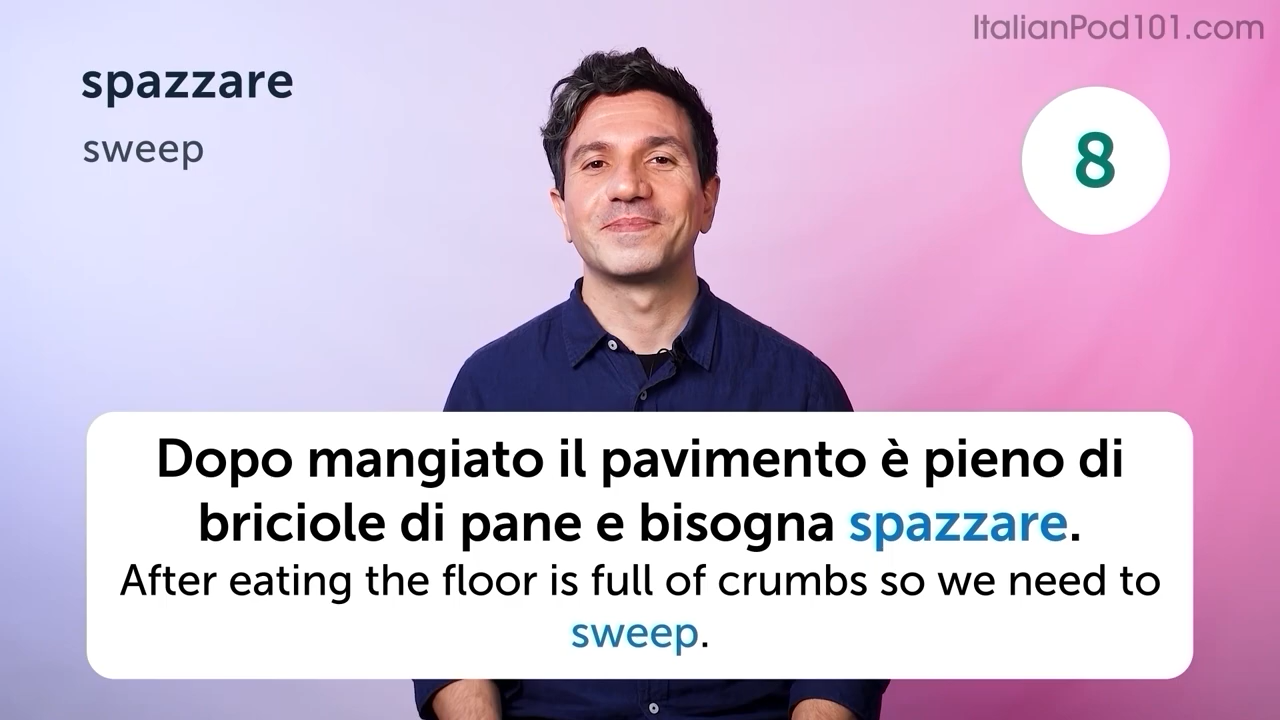 ItalianPod101.com
spazzare
sweep
8
Dopo mangiato il pavimento è pieno di
briciole di pane e bisogna spazzare.
After eating the floor is full of crumbs so we need to
sweep.